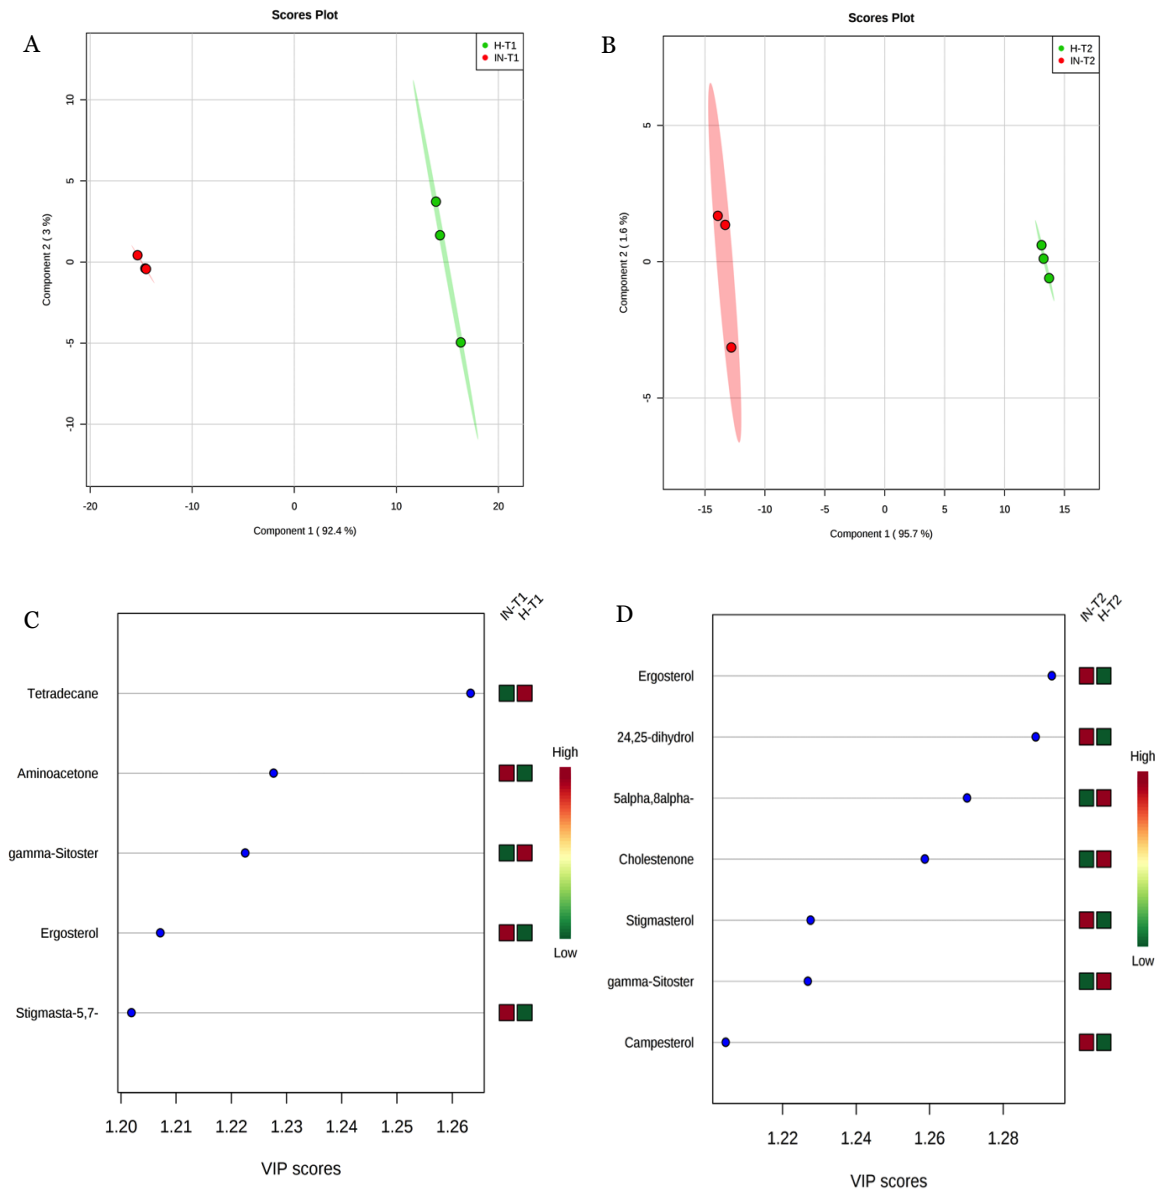 A
Scores Plot
H-T1
IN-T1
Component 2 ( 3 %)
10
5
0
-5
-10
-20
-10
0
10
20
Component 1 ( 92.4 %)
B
Scores Plot
H-T2
IN-T2
Component 2 ( 1.6 %)
5
0
-5
-15
-10
-5
0
5
10
15
Component 1 ( 95.7 %)
C
IN-T1
H-T1
Tetradecane
Aminoacetone
gamma-Sitoster
Ergosterol
Stigmasta-5,7-
High
Low
1.20
1.21
1.22
1.23
1.24
1.25
1.26
VIP scores
D
IN-T2
H-T2
Ergosterol
24,25-dihydrol
5alpha,8alpha-
Cholestenone
Stigmasterol
gamma-Sitoster
Campesterol
High
Low
1.22
1.24
1.26
1.28
VIP scores